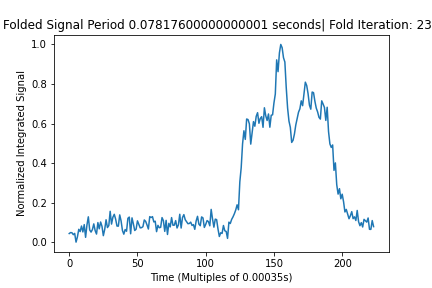 Folded Signal Period 0.07817600000000001 seconds| Fold Iteration: 23
1.0
0.8
0.6
0.4
0.2
0.0
Normalized Integrated Signal
0 50 100 150 200
Time (Multiples of 0.00035s)